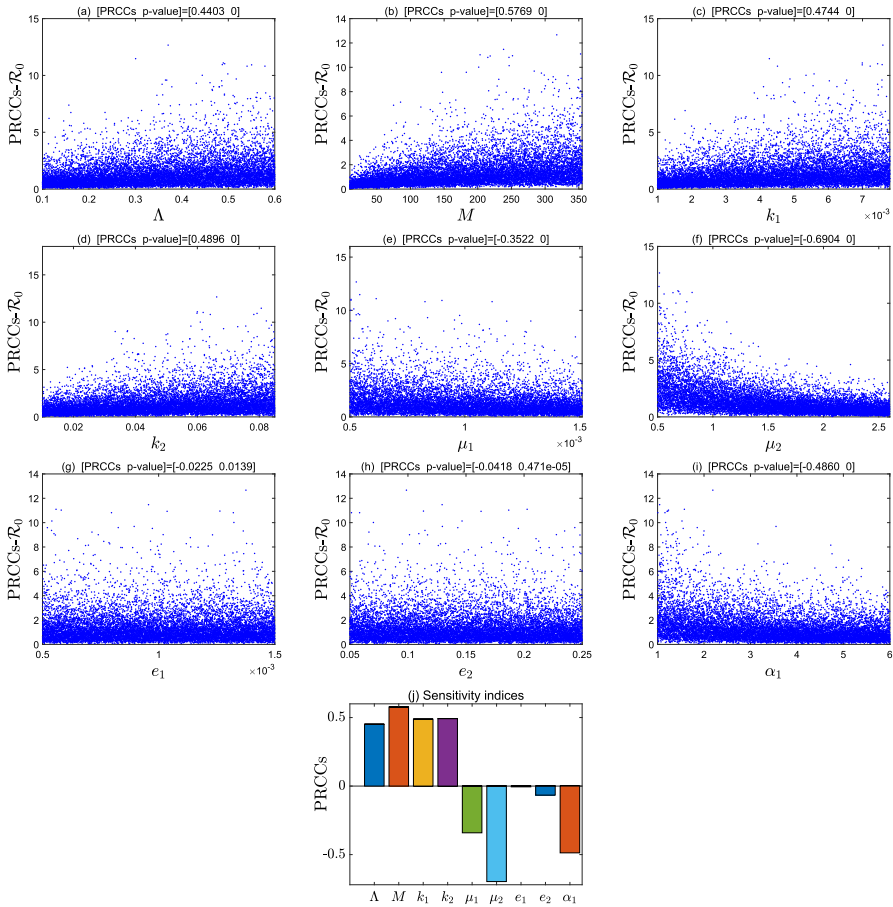 (a) [PRCCs p-value]=[0.4403 0]
(b) [PRCCs p-value]=[0.5769 0]
(c) [PRCCs p-value]=[0.4744 0]
PRCCs-R₀
15
10
5
0
0.1 0.2 0.3 0.4 0.5 0.6
Λ
PRCCs-R₀
14
12
10
8
6
4
2
0
50 100 150 200 250 300 350
M
PRCCs-R₀
15
10
5
0
1 2 3 4 5 6 7
×10⁻³
k₁
(d) [PRCCs p-value]=[0.4896 0]
(e) [PRCCs p-value]=[-0.3522 0]
(f) [PRCCs p-value]=[-0.6904 0]
PRCCs-R₀
15
10
5
0
0.02 0.04 0.06 0.08
k₂
PRCCs-R₀
15
10
5
0
0.5 1 1.5
×10⁻³
μ₁
PRCCs-R₀
15
10
5
0
0.5 1 1.5 2 2.5
μ₂
(g) [PRCCs p-value]=[-0.0225 0.0139]
(h) [PRCCs p-value]=[-0.0418 0.471e-05]
(i) [PRCCs p-value]=[-0.4860 0]
PRCCs-R₀
14
12
10
8
6
4
2
0
0.5 1 1.5
×10⁻³
e₁
PRCCs-R₀
14
12
10
8
6
4
2
0
0.05 0.1 0.15 0.2 0.25
e₂
PRCCs-R₀
14
12
10
8
6
4
2
0
1 2 3 4 5 6
α₁
(j) Sensitivity indices
PRCCs
0.5
0
-0.5
Λ M k₁ k₂ μ₁ μ₂ e₁ e₂ α₁